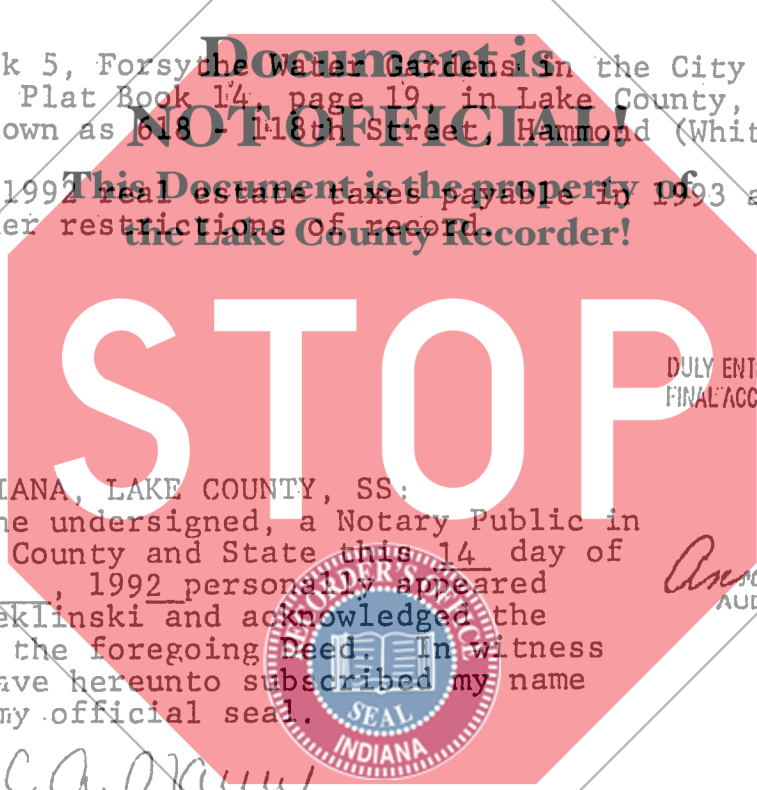 Document is
k 5, Forsythe Water Gardens in the City
NOT OFFICIAL!
Plat Book 14, page 19, in Lake County,
own as 618 - 118th Street, Hammond (Whit
This Document is the property of
1992 real estate taxes payable in 1993 a
er restrictions of record.
the Lake County Recorder!
STOP
DULY ENT
FINAL ACC
IANA, LAKE COUNTY, SS:
he undersigned, a Notary Public in
County and State this 14 day of
, 1992 personally appeared
eklinski and acknowledged the
the foregoing Deed. In witness
ave hereunto subscribed my name
my official seal.
AUD
RECORDER'S OFFICE
SEAL
INDIANA